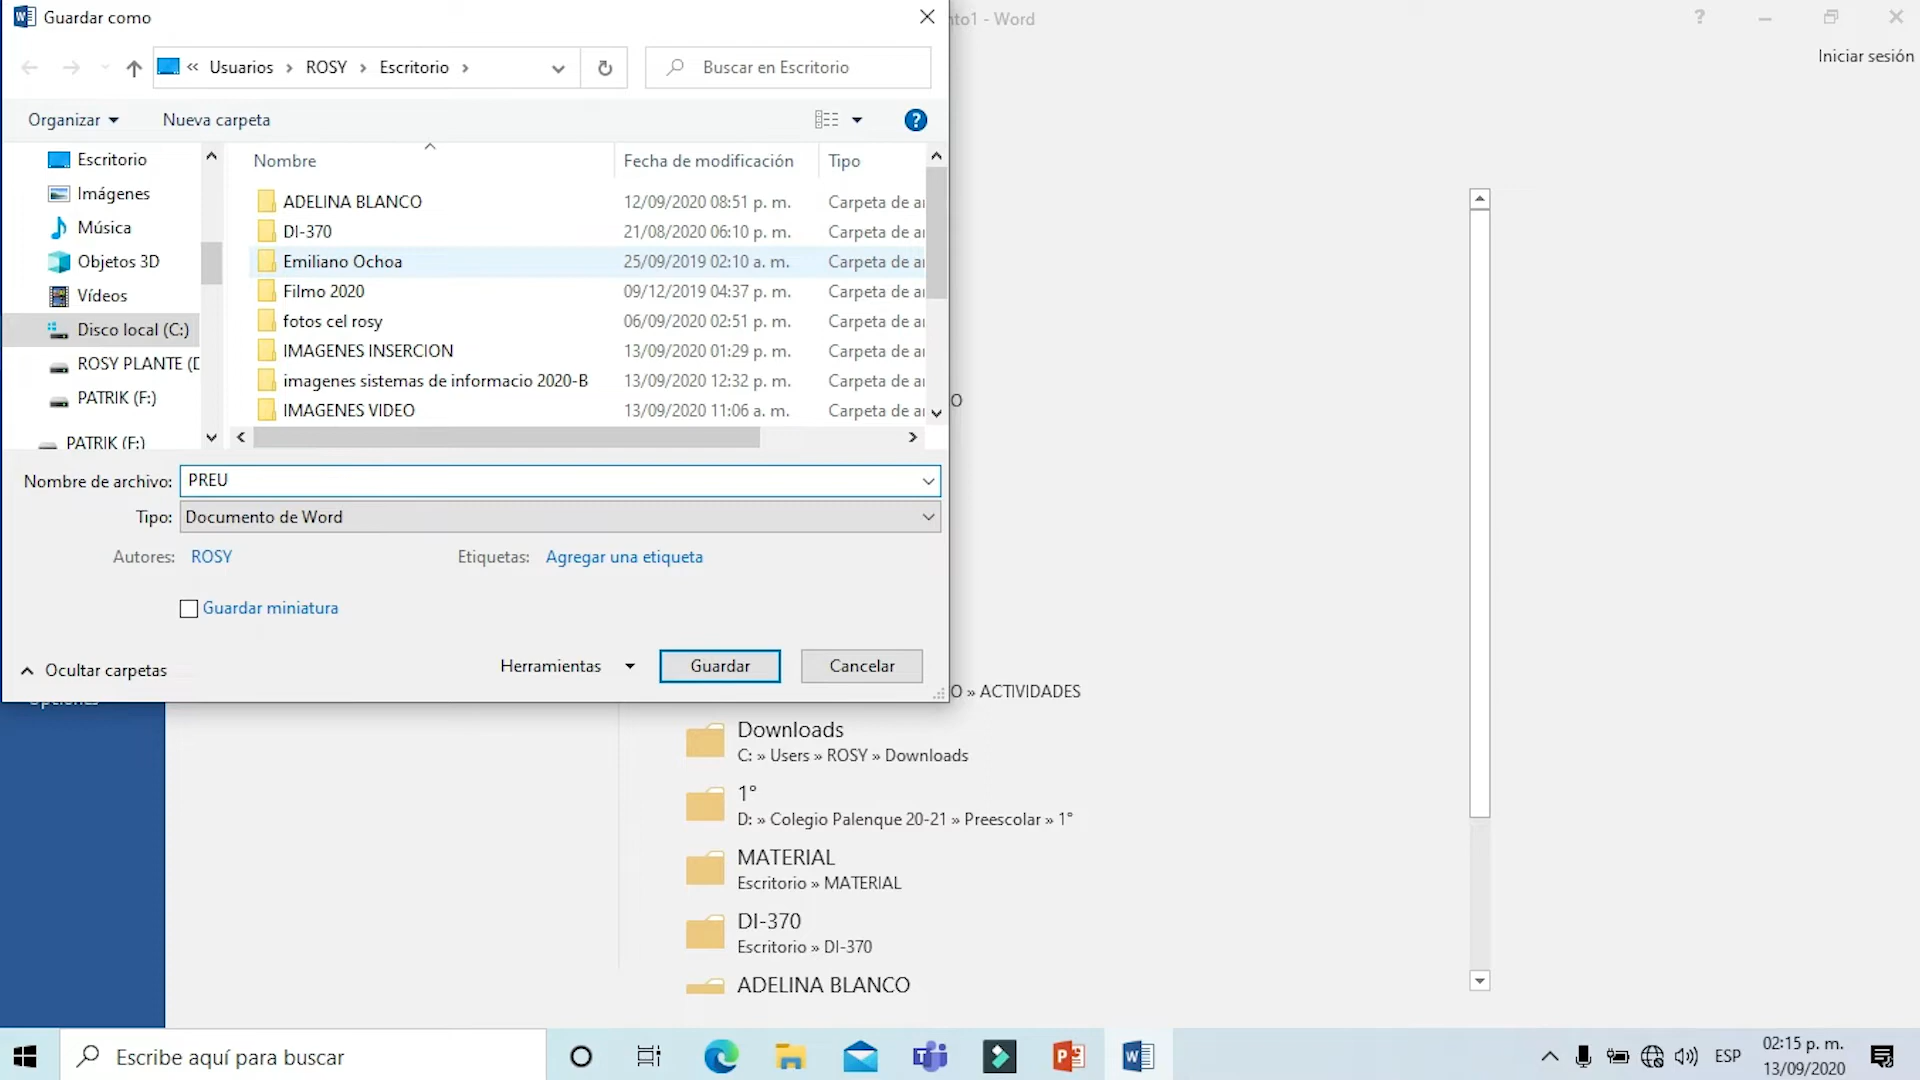 Guardar como
nto1 - Word
?
Iniciar sesión
« Usuarios › ROSY › Escritorio ›
Buscar en Escritorio
Organizar
Nueva carpeta
?
Nombre
Fecha de modificación
Tipo
Escritorio
Imágenes
Música
Objetos 3D
Vídeos
Disco local (C:)
ROSY PLANTE (D
PATRIK (F:)
PATRIK (F:)
ADELINA BLANCO 12/09/2020 08:51 p. m. Carpeta de ar
DI-370 21/08/2020 06:10 p. m. Carpeta de ar
Emiliano Ochoa 25/09/2019 02:10 a. m. Carpeta de ar
Filmo 2020 09/12/2019 04:37 p. m. Carpeta de ar
fotos cel rosy 06/09/2020 02:51 p. m. Carpeta de ar
IMAGENES INSERCION 13/09/2020 01:29 p. m. Carpeta de ar
imagenes sistemas de informacio 2020-B 13/09/2020 12:32 p. m. Carpeta de ar
IMAGENES VIDEO 13/09/2020 11:06 a. m. Carpeta de ar
O
Nombre de archivo: PREU
Tipo: Documento de Word
Autores: ROSY
Etiquetas: Agregar una etiqueta
Guardar miniatura
Ocultar carpetas
Herramientas
Guardar
Cancelar
Opciones
O » ACTIVIDADES
Downloads
C: » Users » ROSY » Downloads
1°
D: » Colegio Palenque 20-21 » Preescolar » 1°
MATERIAL
Escritorio » MATERIAL
DI-370
Escritorio » DI-370
ADELINA BLANCO
Escribe aquí para buscar
ESP
02:15 p. m.
13/09/2020